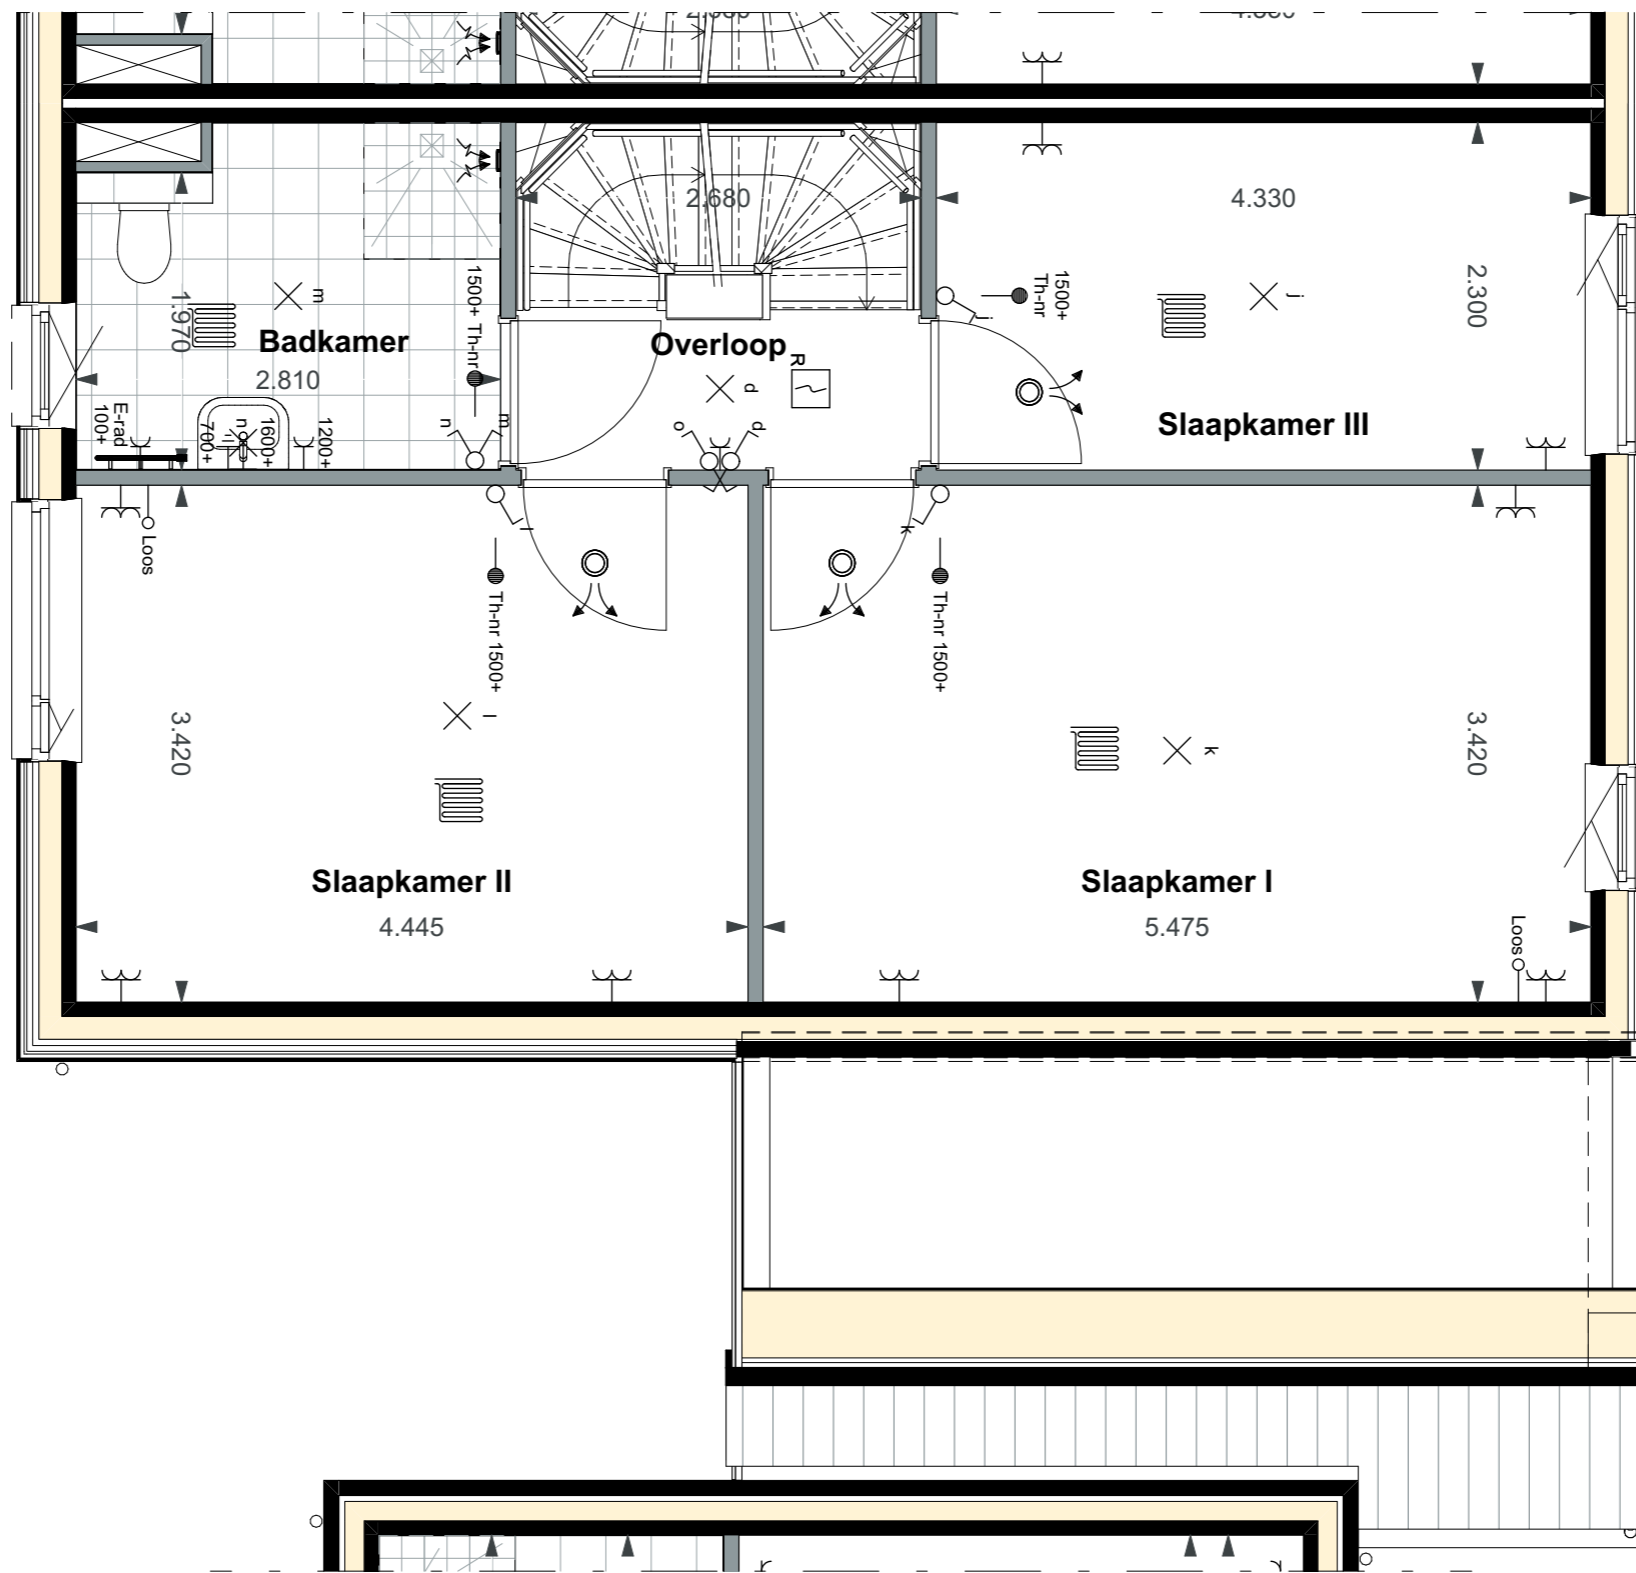 2.680
4.330
1500+
Th-nr
j
j
2.300
m
1.970
Badkamer
2.810
1500+ Th-nr
Overloop
R
d
Slaapkamer III
E-rad
100+
700+
n
1600+
1200+
n
m
o
d
Loos
l
k
Th-nr 1500+
Th-nr 1500+
3.420
l
k
3.420
Slaapkamer II
4.445
Slaapkamer I
5.475
Loos